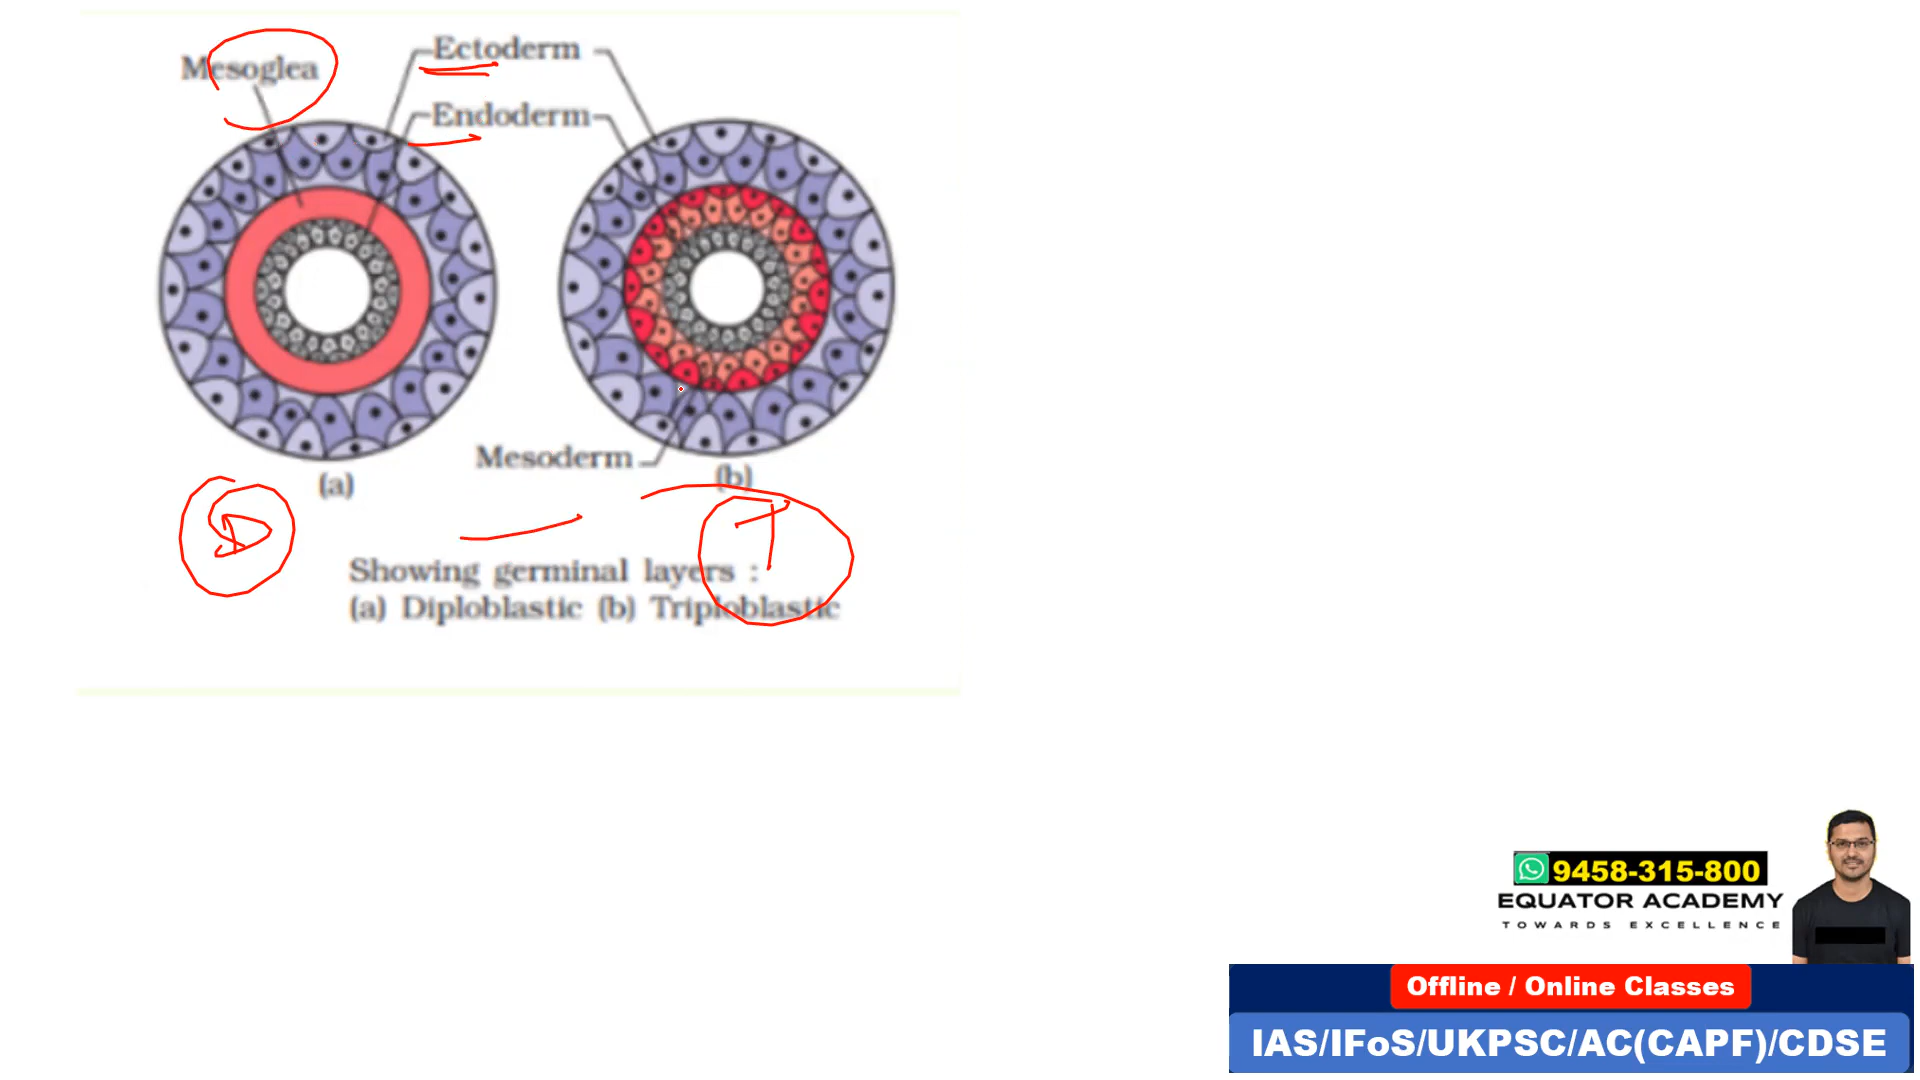 Mesoglea
Ectoderm
Endoderm
Mesoderm
(a)
(b)
D
T
Showing germinal layers :
(a) Diploblastic (b) Triploblastic
9458-315-800
EQUATOR ACADEMY
TOWARDS EXCELLENCE
Offline / Online Classes
IAS/IFoS/UKPSC/AC(CAPF)/CDSE